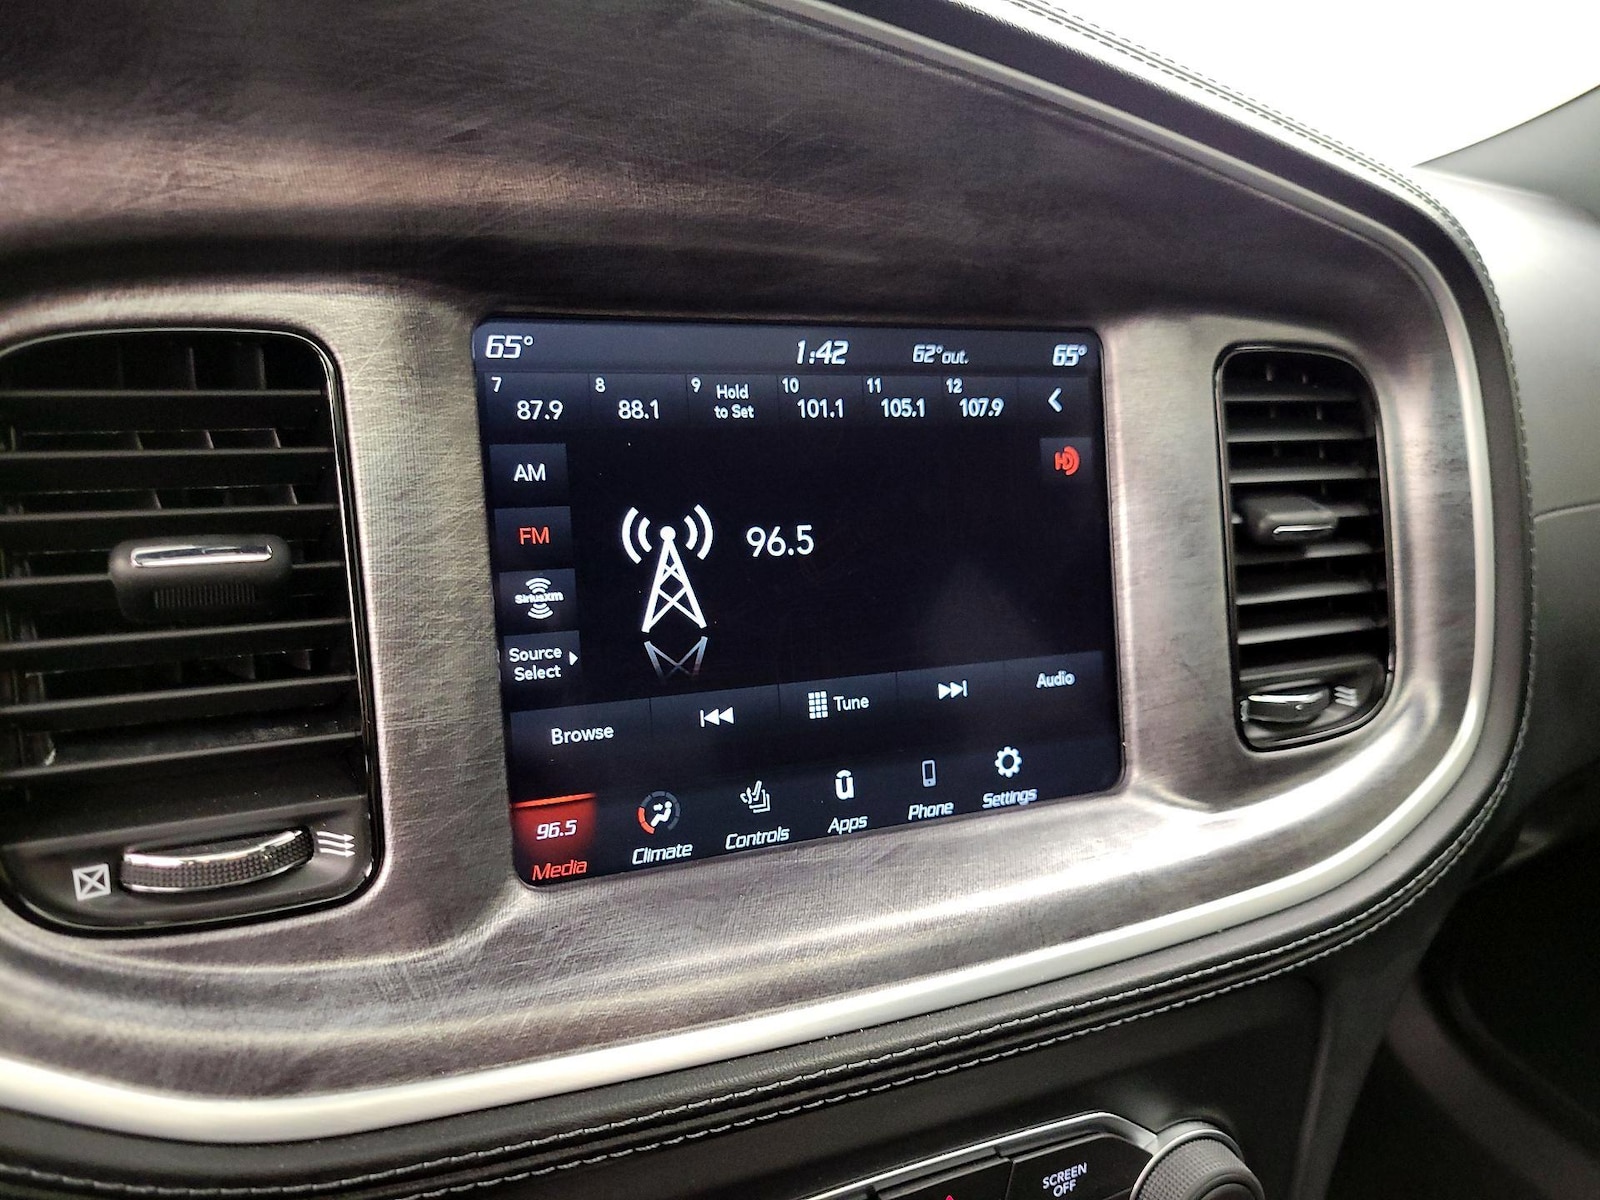 65° 1:42 62° out. 65°
7 8 9 Hold 10 11 12
87.9 88.1 to Set 101.1 105.1 107.9
AM
HD
FM
96.5
SiriusXM
Source
Select
Browse Tune Audio
96.5
Media Climate Controls Apps Phone Settings
SCREEN
OFF